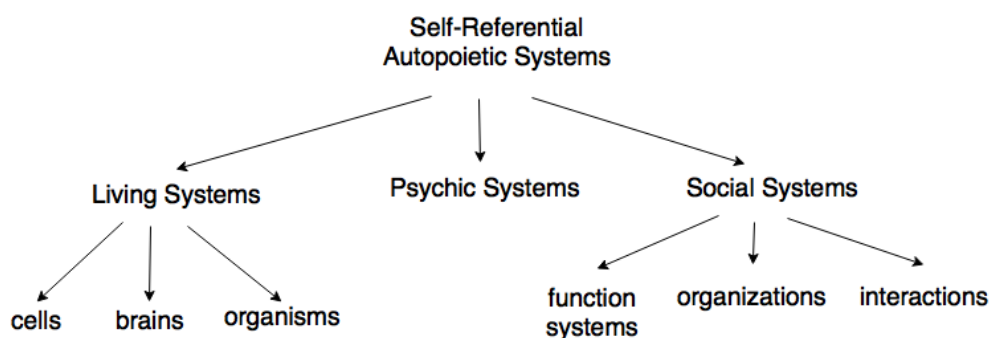 Self-Referential
Autopoietic Systems
Living Systems
Psychic Systems
Social Systems
cells
brains
organisms
function
systems
organizations
interactions